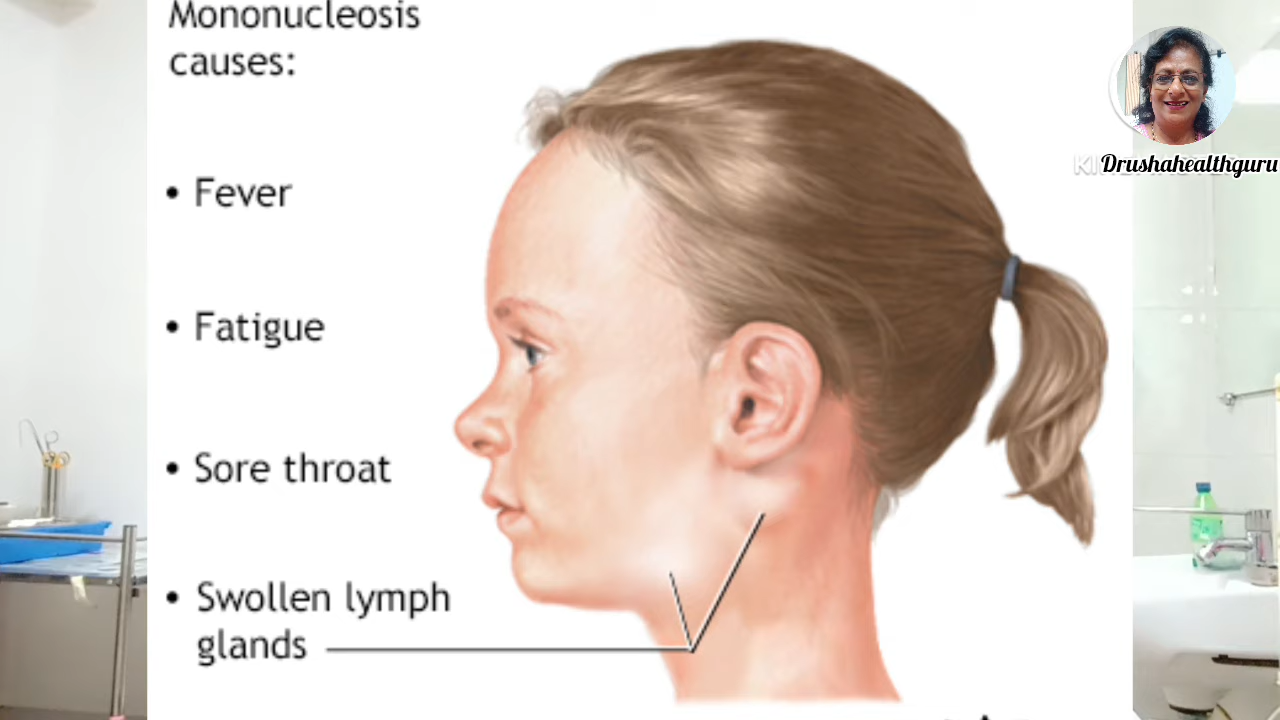 Mononucleosis
causes:
• Fever
• Fatigue
• Sore throat
• Swollen lymph
glands
Drushahealthguru